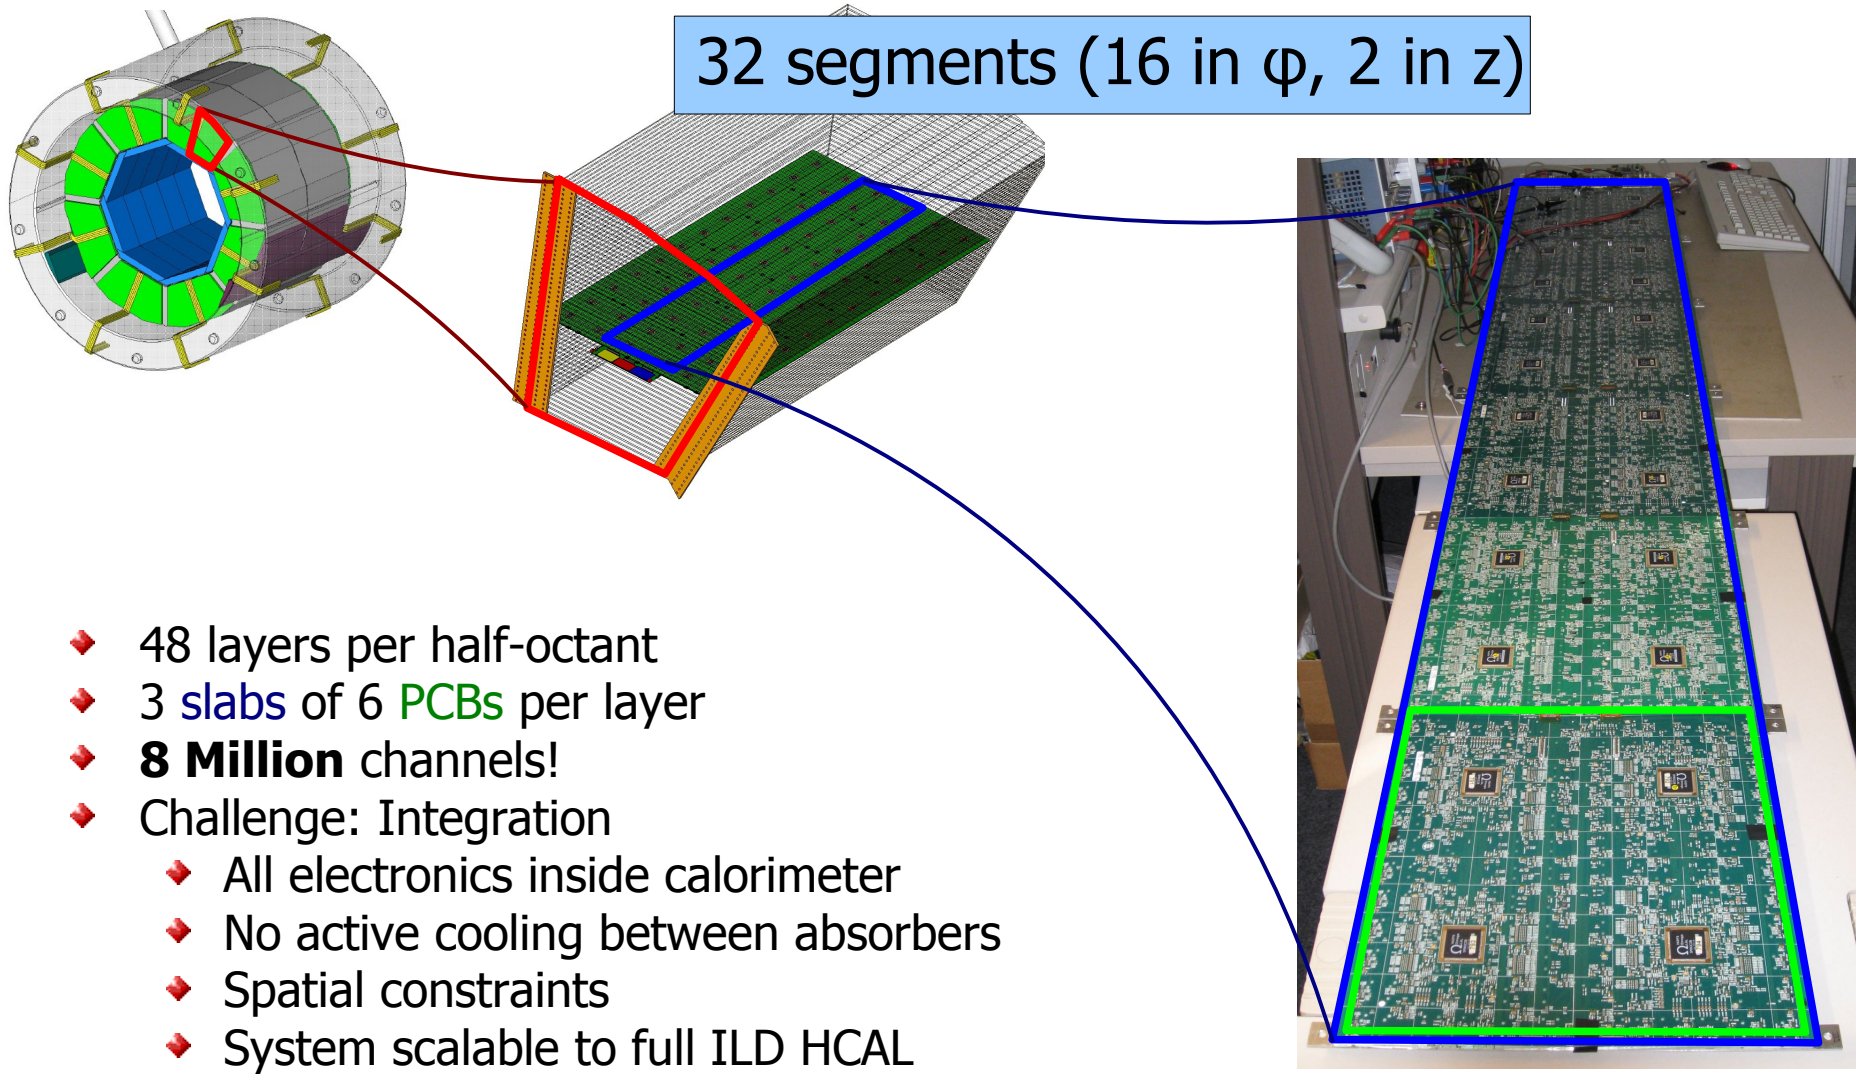 32 segments (16 in φ, 2 in z)
48 layers per half-octant
3 slabs of 6 PCBs per layer
8 Million channels!
Challenge: Integration
All electronics inside calorimeter
No active cooling between absorbers
Spatial constraints
System scalable to full ILD HCAL